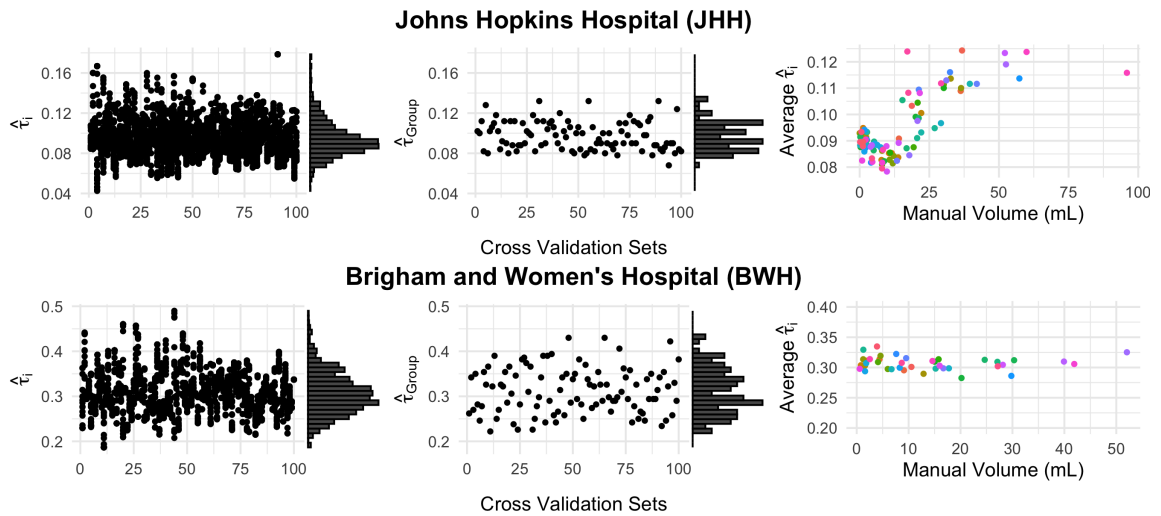 Johns Hopkins Hospital (JHH)
0.16
0.12
0.08
0.04
τ̂i
0 25 50 75 100
0.16
0.12
0.08
0.04
τ̂Group
0 25 50 75 100
Cross Validation Sets
0.12
0.11
0.10
0.09
0.08
Average τ̂i
0 25 50 75 100
Manual Volume (mL)
Brigham and Women's Hospital (BWH)
0.5
0.4
0.3
0.2
τ̂i
0 25 50 75 100
0.5
0.4
0.3
0.2
τ̂Group
0 25 50 75 100
Cross Validation Sets
0.40
0.35
0.30
0.25
0.20
Average τ̂i
0 10 20 30 40 50
Manual Volume (mL)